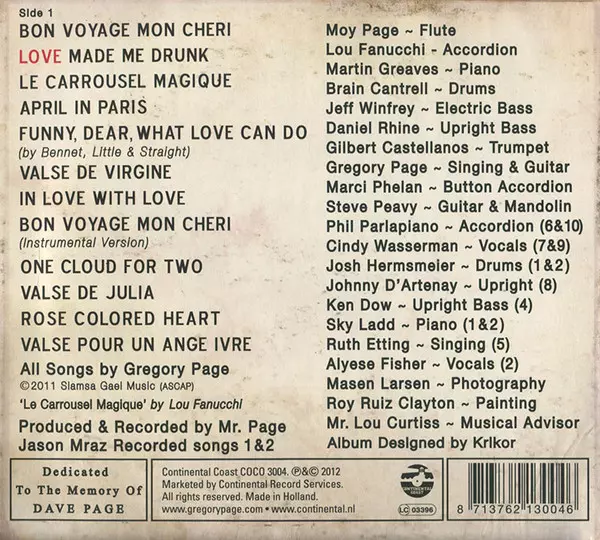 Side 1
BON VOYAGE MON CHERI
LOVE MADE ME DRUNK
LE CARROUSEL MAGIQUE
APRIL IN PARIS
FUNNY, DEAR, WHAT LOVE CAN DO
(by Bennet, Little & Straight)
VALSE DE VIRGINE
IN LOVE WITH LOVE
BON VOYAGE MON CHERI
(Instrumental Version)
ONE CLOUD FOR TWO
VALSE DE JULIA
ROSE COLORED HEART
VALSE POUR UN ANGE IVRE
All Songs by Gregory Page
©2011 Slamsa Gael Music (ASCAP)
'Le Carrousel Magique' by Lou Fanucchi
Produced & Recorded by Mr. Page
Jason Mraz Recorded songs 1&2
Moy Page ~ Flute
Lou Fanucchi - Accordion
Martin Greaves ~ Piano
Brain Cantrell ~ Drums
Jeff Winfrey ~ Electric Bass
Daniel Rhine ~ Upright Bass
Gilbert Castellanos ~ Trumpet
Gregory Page ~ Singing & Guitar
Marci Phelan ~ Button Accordion
Steve Peavy ~ Guitar & Mandolin
Phil Parlapiano ~ Accordion (6&10)
Cindy Wasserman ~ Vocals (7&9)
Josh Hermsmeier ~ Drums (1&2)
Johnny D'Artenay ~ Upright (8)
Ken Dow ~ Upright Bass (4)
Sky Ladd ~ Piano (1&2)
Ruth Etting ~ Singing (5)
Alyese Fisher ~ Vocals (2)
Masen Larsen ~ Photography
Roy Ruiz Clayton ~ Painting
Mr. Lou Curtiss ~ Musical Advisor
Album Designed by Krlkor
Dedicated
To The Memory Of
DAVE PAGE
Continental Coast COCO 3004. ℗&© 2012
Marketed by Continental Record Services.
All rights reserved. Made in Holland.
www.gregorypage.com · www.continental.nl
CONTINENTAL
COAST
LC 03396
8 713762 130046